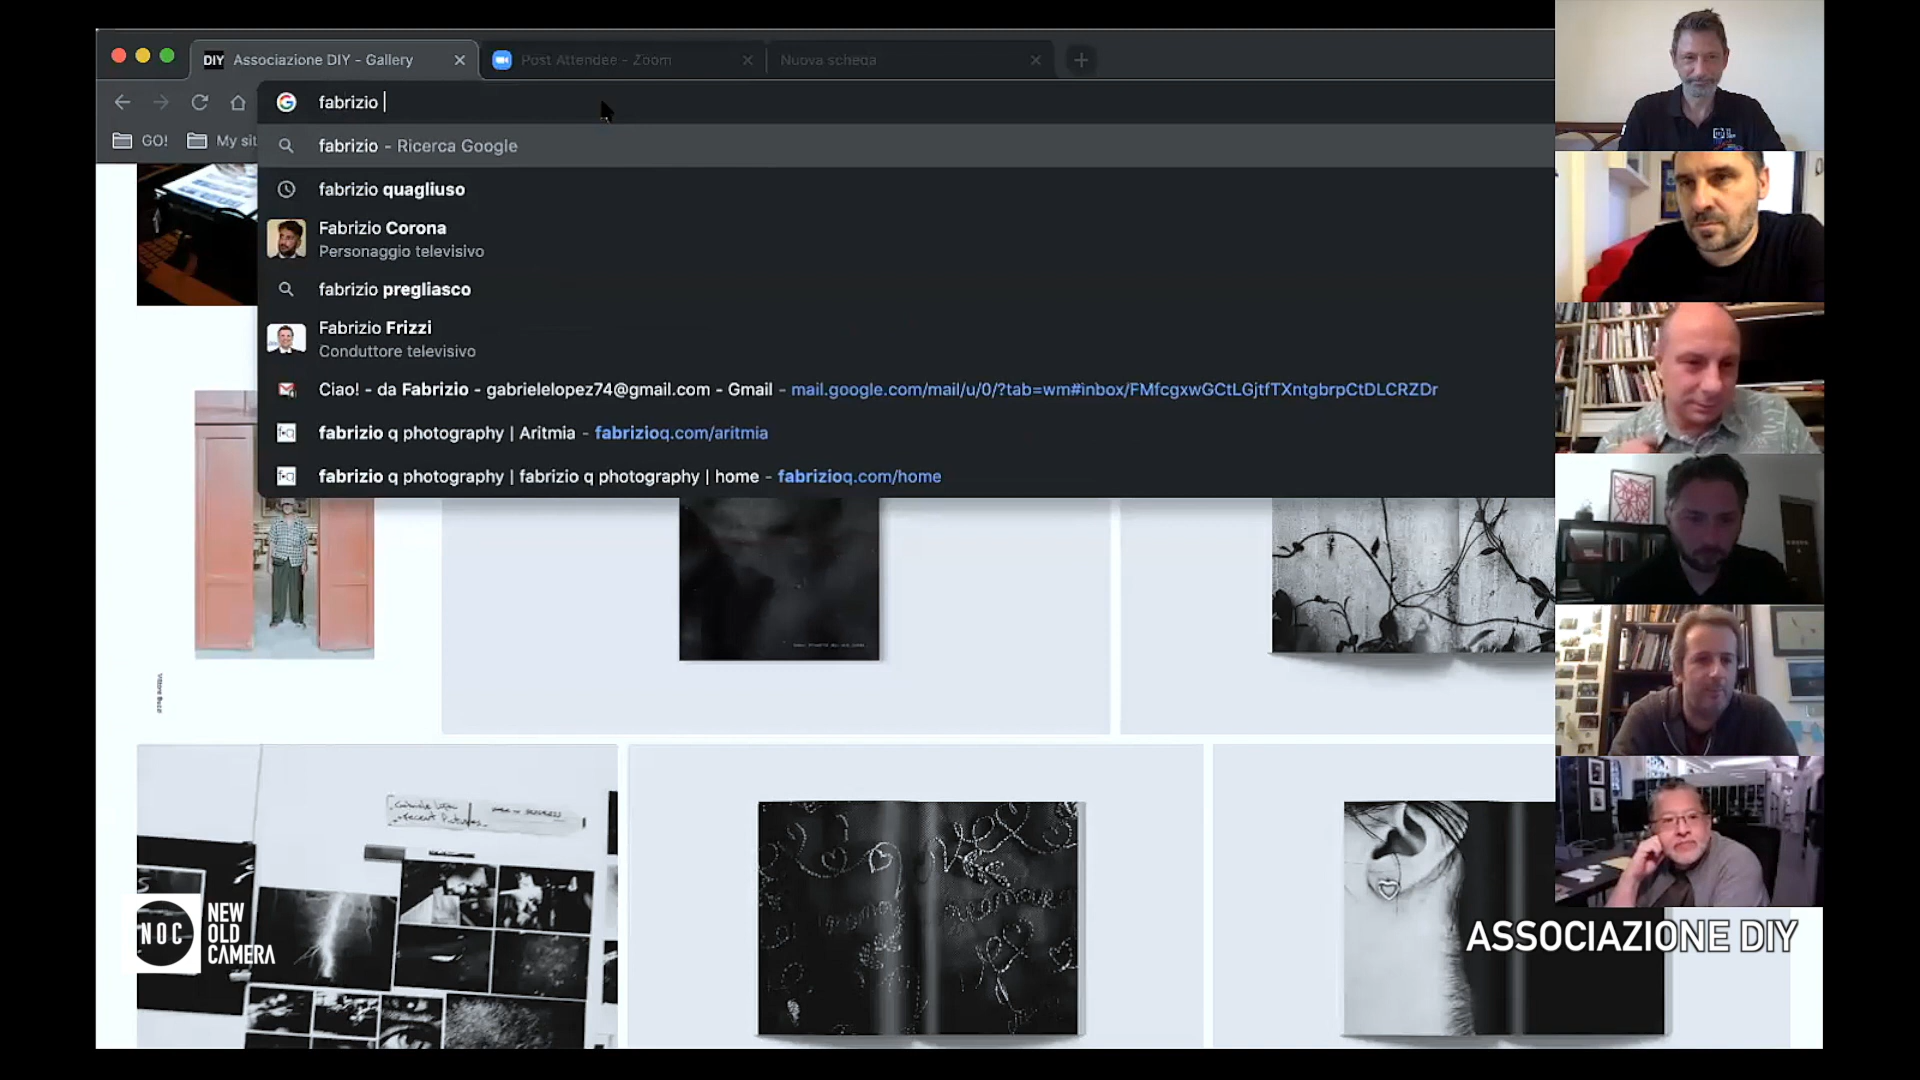 DIY Associazione DIY - Gallery
Post Attendee - Zoom
Nuova scheda
fabrizio
GO!
My sit
fabrizio - Ricerca Google
fabrizio quagliuso
Fabrizio Corona
Personaggio televisivo
fabrizio pregliasco
Fabrizio Frizzi
Conduttore televisivo
Ciao! - da Fabrizio - gabrielelopez74@gmail.com - Gmail - mail.google.com/mail/u/0/?tab=wm#inbox/FMfcgxwGCtLGjtfTXntgbrpCtDLCRZDr
fabrizio q photography | Aritmia - fabrizioq.com/aritmia
fabrizio q photography | fabrizio q photography | home - fabrizioq.com/home
NOC
NEW
OLD
CAMERA
ASSOCIAZIONE DIY